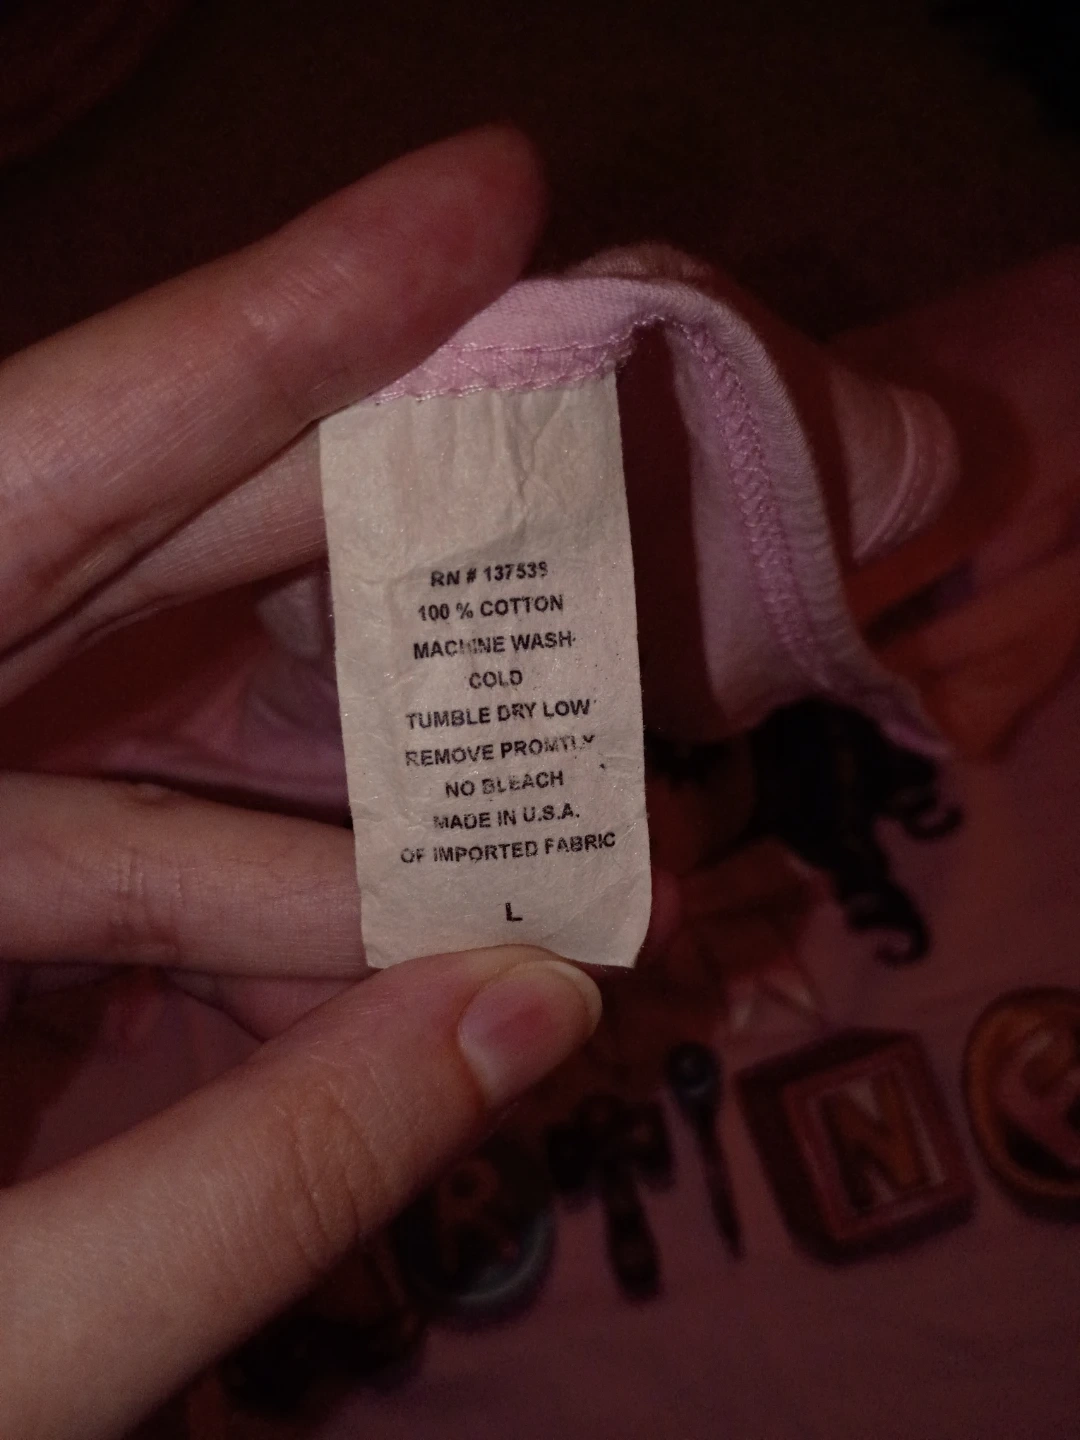 RN # 137539
100 % COTTON
MACHINE WASH
COLD
TUMBLE DRY LOW
REMOVE PROMTLY
NO BLEACH
MADE IN U.S.A.
OF IMPORTED FABRIC
L
R T I N G